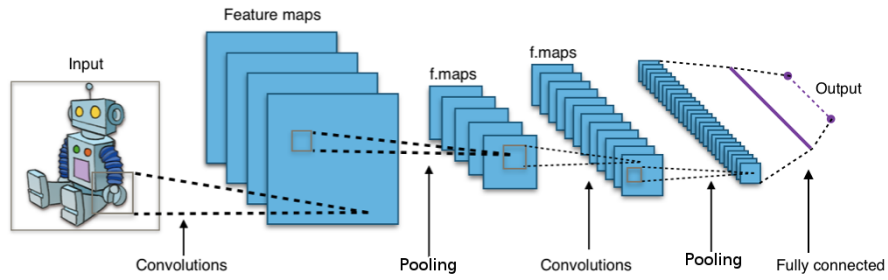 Feature maps
Input
f.maps
f.maps
Output
Convolutions
Pooling
Convolutions
Pooling
Fully connected